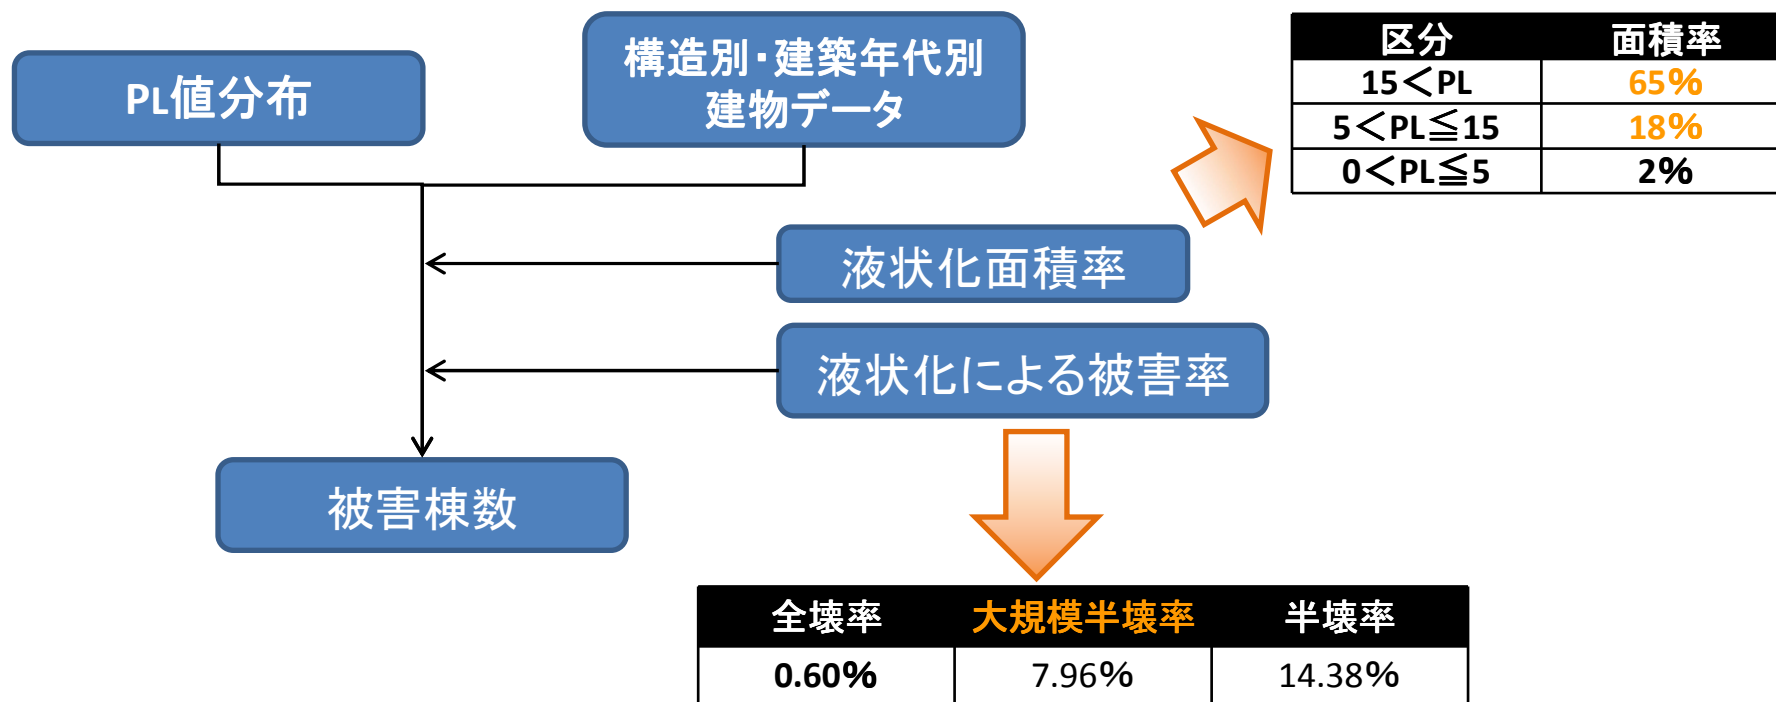 PL値分布
構造別・建築年代別
建物データ
区分 面積率
15＜PL 65%
5＜PL≦15 18%
0＜PL≦5 2%
液状化面積率
液状化による被害率
被害棟数
全壊率 大規模半壊率 半壊率
0.60% 7.96% 14.38%